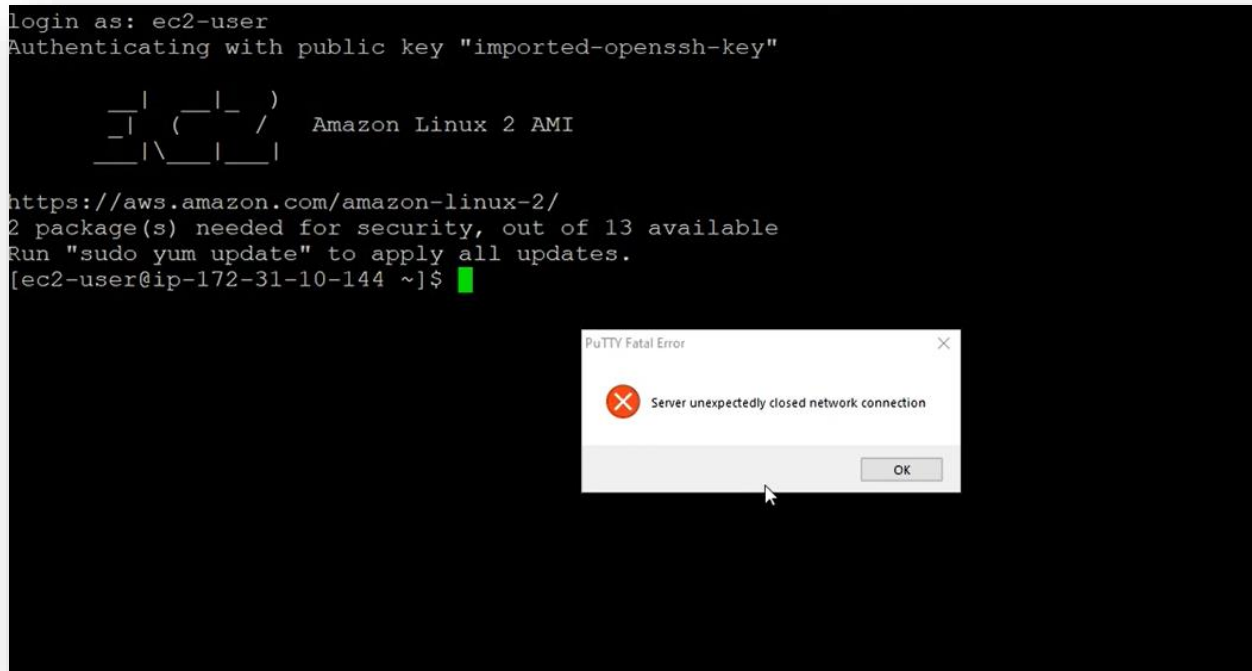 login as: ec2-user
Authenticating with public key "imported-openssh-key"
       __|  __|_  )
       _|  (     /   Amazon Linux 2 AMI
      ___|\___|___|
https://aws.amazon.com/amazon-linux-2/
2 package(s) needed for security, out of 13 available
Run "sudo yum update" to apply all updates.
[ec2-user@ip-172-31-10-144 ~]$
PuTTY Fatal Error
Server unexpectedly closed network connection
OK